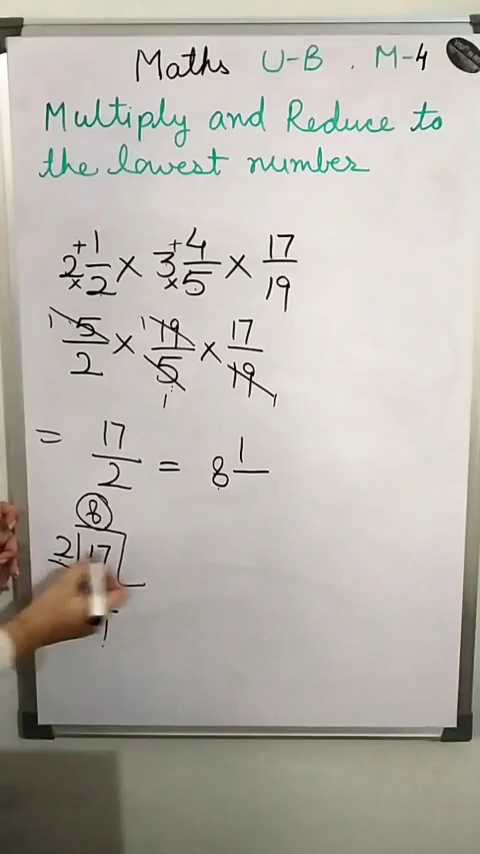 Maths U-B . M-4
Multiply and Reduce to
the lowest number
2 1/2 × 3 4/5 × 17/19
5/2 × 19/5 × 17/19
= 17/2 = 8 1/
8
2 17
1